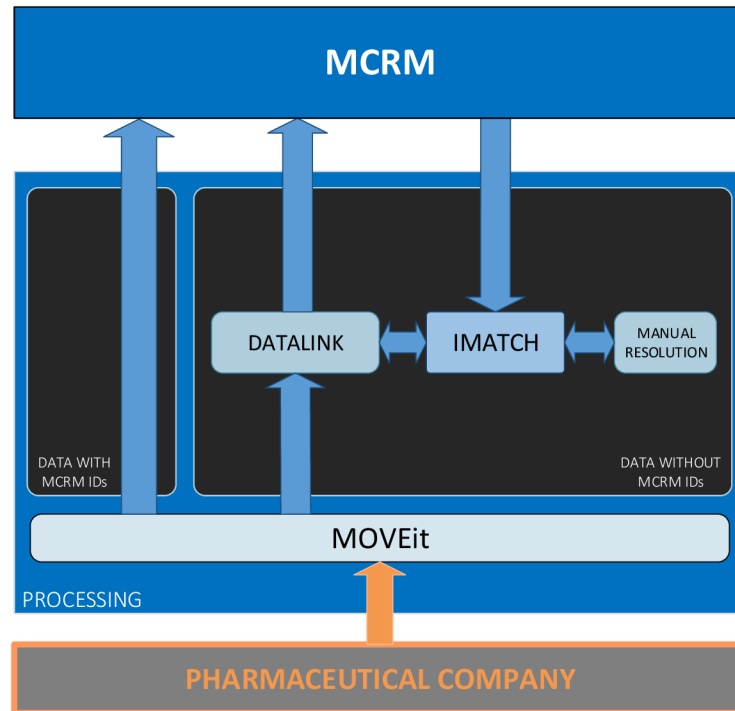 MCRM
DATALINK
IMATCH
MANUAL
RESOLUTION
DATA WITH
MCRM IDs
DATA WITHOUT
MCRM IDs
MOVEit
PROCESSING
PHARMACEUTICAL COMPANY